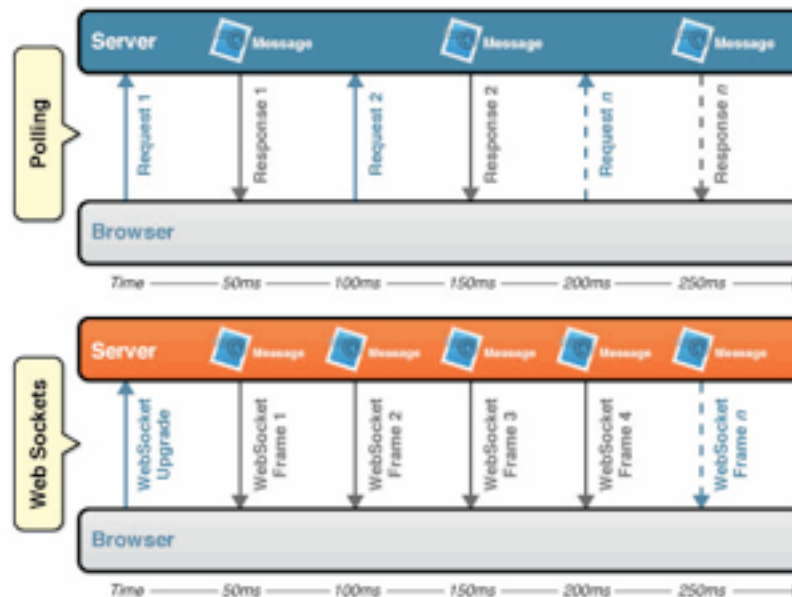 Polling
Server
Message
Message
Message
Request 1
Response 1
Request 2
Response 2
Request n
Response n
Browser
Time
50ms
100ms
150ms
200ms
250ms
Web Sockets
Server
Message
Message
Message
Message
Message
WebSocket
Upgrade
WebSocket
Frame 1
WebSocket
Frame 2
WebSocket
Frame 3
WebSocket
Frame 4
WebSocket
Frame n
Browser
Time
50ms
100ms
150ms
200ms
250ms